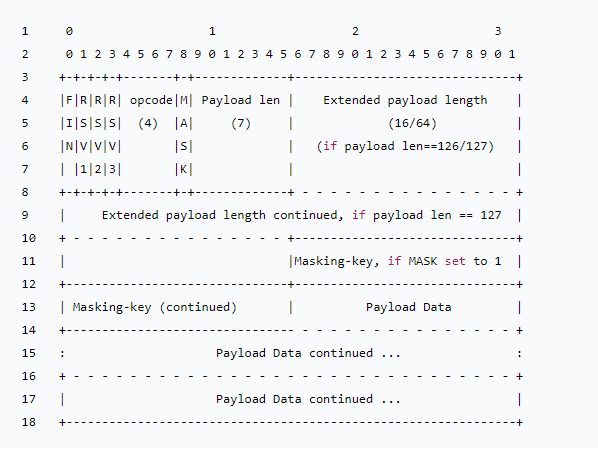 1      0                   1                   2                   3
2      0 1 2 3 4 5 6 7 8 9 0 1 2 3 4 5 6 7 8 9 0 1 2 3 4 5 6 7 8 9 0 1
3     +-+-+-+-+-------+-+-------------+-------------------------------+
4     |F|R|R|R| opcode|M| Payload len |    Extended payload length    |
5     |I|S|S|S|  (4)  |A|     (7)     |             (16/64)           |
6     |N|V|V|V|       |S|             |   (if payload len==126/127)   |
7     | |1|2|3|       |K|             |                               |
8     +-+-+-+-+-------+-+-------------+ - - - - - - - - - - - - - - - +
9     |     Extended payload length continued, if payload len == 127  |
10    + - - - - - - - - - - - - - - - +-------------------------------+
11    |                               |Masking-key, if MASK set to 1  |
12    +-------------------------------+-------------------------------+
13    | Masking-key (continued)       |          Payload Data         |
14    +-------------------------------- - - - - - - - - - - - - - - - +
15    :                     Payload Data continued ...                :
16    + - - - - - - - - - - - - - - - - - - - - - - - - - - - - - - - +
17    |                     Payload Data continued ...                |
18    +---------------------------------------------------------------+